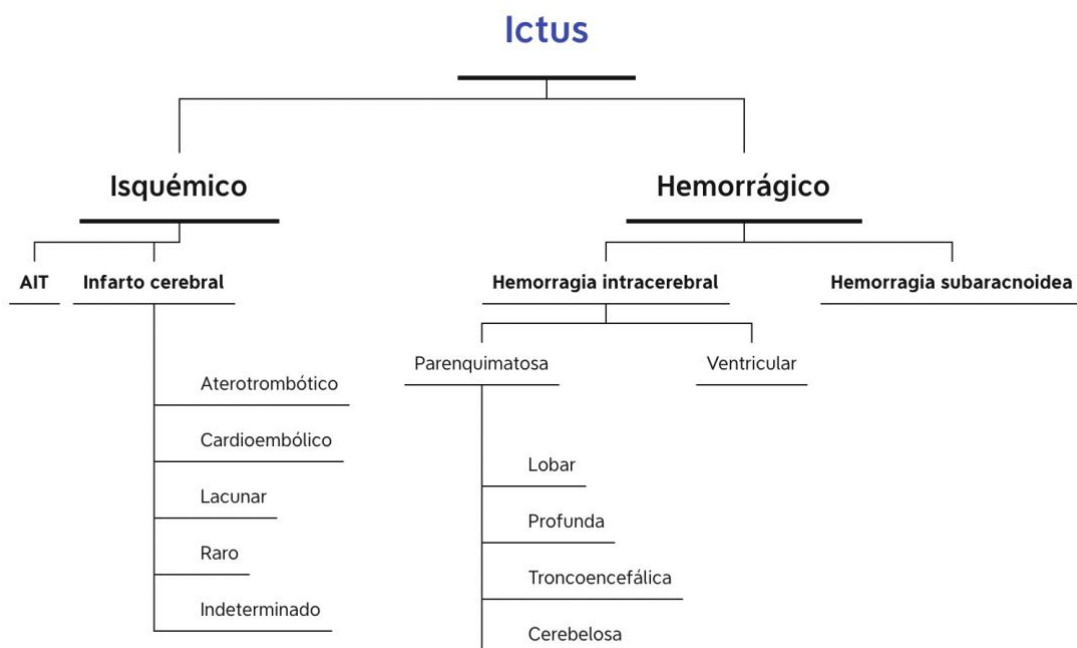 Ictus
Isquémico
Hemorrágico
AIT
Infarto cerebral
Hemorragia intracerebral
Hemorragia subaracnoidea
Parenquimatosa
Ventricular
Aterotrombótico
Cardioembólico
Lacunar
Raro
Indeterminado
Lobar
Profunda
Troncoencefálica
Cerebelosa